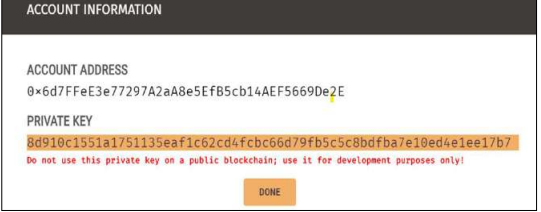 ACCOUNT INFORMATION
ACCOUNT ADDRESS
0×6d7FFeE3e77297A2aA8e5EfB5cb14AEF5669De2E
PRIVATE KEY
8d910c1551a1751135eaf1c62cd4fcbc66d79fb5c5c8bdfba7e10ed4e1ee17b7
Do not use this private key on a public blockchain; use it for development purposes only!
DONE